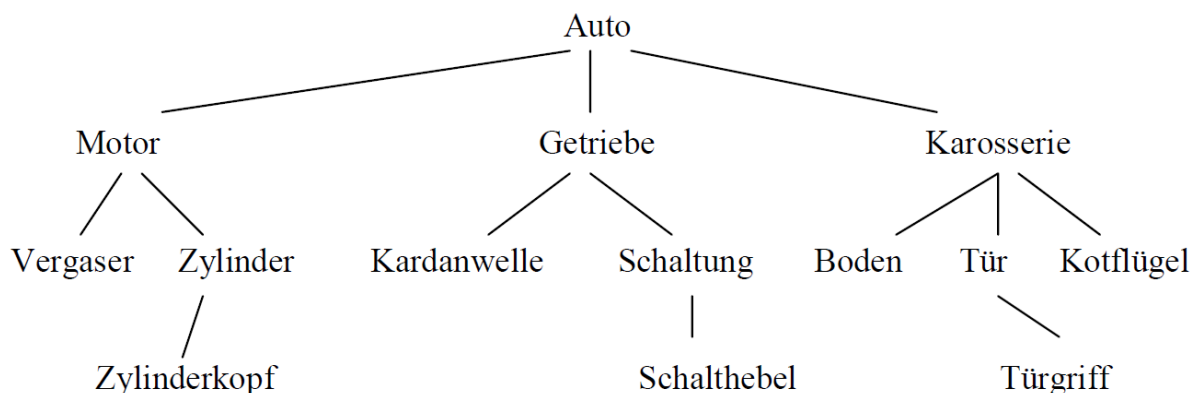 Auto
Motor Getriebe Karosserie
Vergaser Zylinder Kardanwelle Schaltung Boden Tür Kotflügel
Zylinderkopf Schalthebel Türgriff